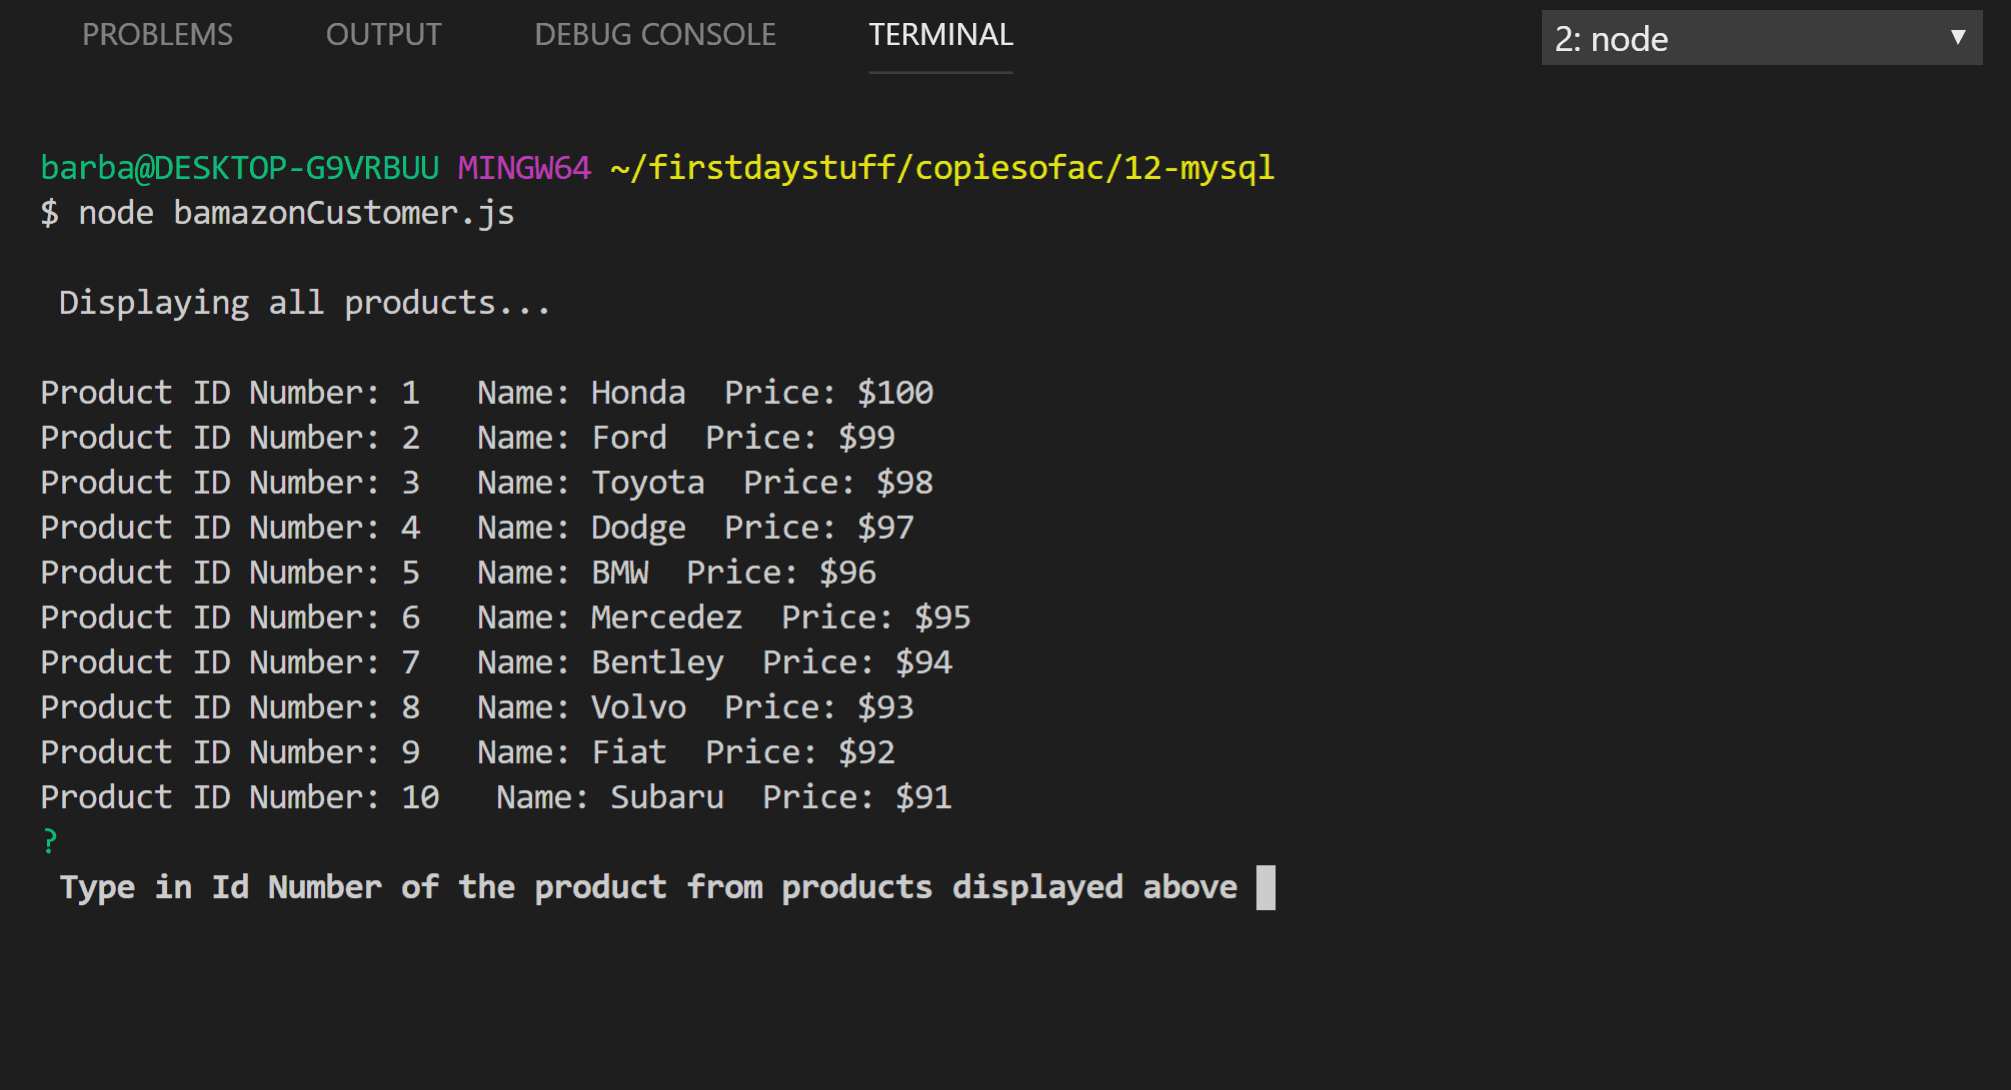 PROBLEMS OUTPUT DEBUG CONSOLE TERMINAL 2: node
barba@DESKTOP-G9VRBUU MINGW64 ~/firstdaystuff/copiesofac/12-mysql
$ node bamazonCustomer.js
Displaying all products...
Product ID Number: 1   Name: Honda  Price: $100
Product ID Number: 2   Name: Ford  Price: $99
Product ID Number: 3   Name: Toyota  Price: $98
Product ID Number: 4   Name: Dodge  Price: $97
Product ID Number: 5   Name: BMW  Price: $96
Product ID Number: 6   Name: Mercedez  Price: $95
Product ID Number: 7   Name: Bentley  Price: $94
Product ID Number: 8   Name: Volvo  Price: $93
Product ID Number: 9   Name: Fiat  Price: $92
Product ID Number: 10   Name: Subaru  Price: $91
?
Type in Id Number of the product from products displayed above